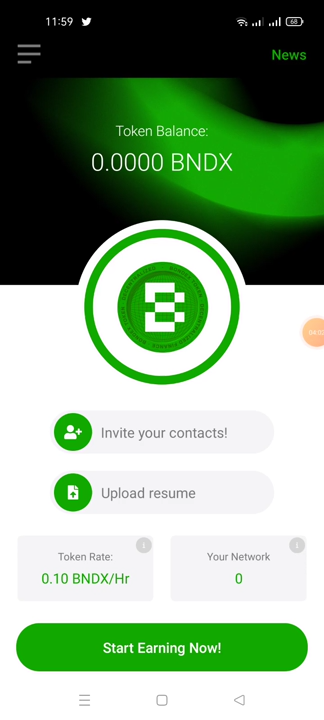 11:59
68
News
Token Balance:
0.0000 BNDX
Invite your contacts!
Upload resume
Token Rate:
0.10 BNDX/Hr
Your Network
0
Start Earning Now!